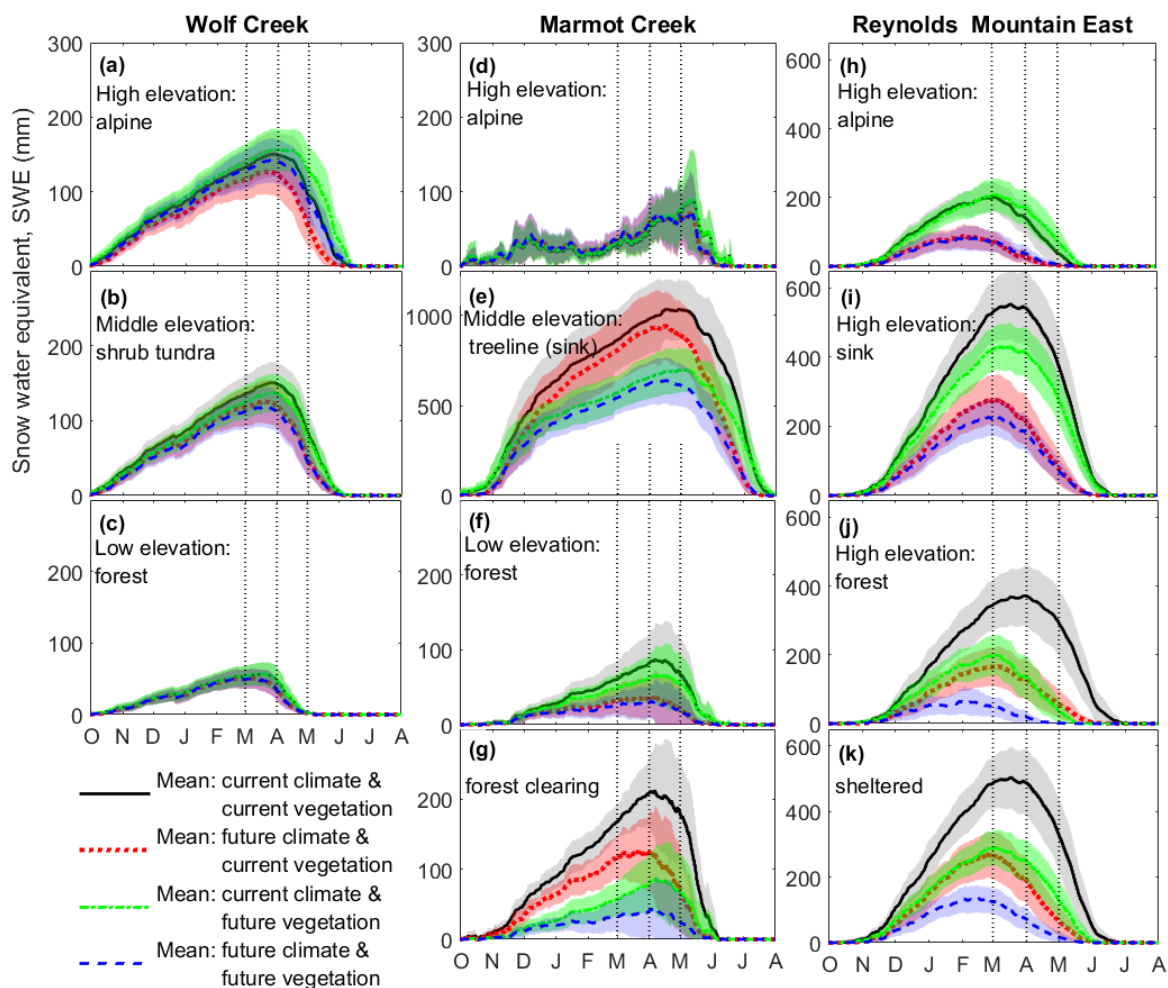 Wolf Creek
Marmot Creek
Reynolds Mountain East
Snow water equivalent, SWE (mm)
300
200
100
0
(a)
High elevation:
alpine
200
100
0
(b)
Middle elevation:
shrub tundra
200
100
0
(c)
Low elevation:
forest
O N D J F M A M J J A
300
200
100
0
(d)
High elevation:
alpine
1000
500
0
(e)
Middle elevation:
treeline (sink)
200
100
0
(f)
Low elevation:
forest
200
100
0
(g)
forest clearing
O N D J F M A M J J A
600
400
200
0
(h)
High elevation:
alpine
600
400
200
0
(i)
High elevation:
sink
600
400
200
0
(j)
High elevation:
forest
600
400
200
0
(k)
sheltered
O N D J F M A M J J A
Mean: current climate &
current vegetation
Mean: future climate &
current vegetation
Mean: current climate &
future vegetation
Mean: future climate &
future vegetation